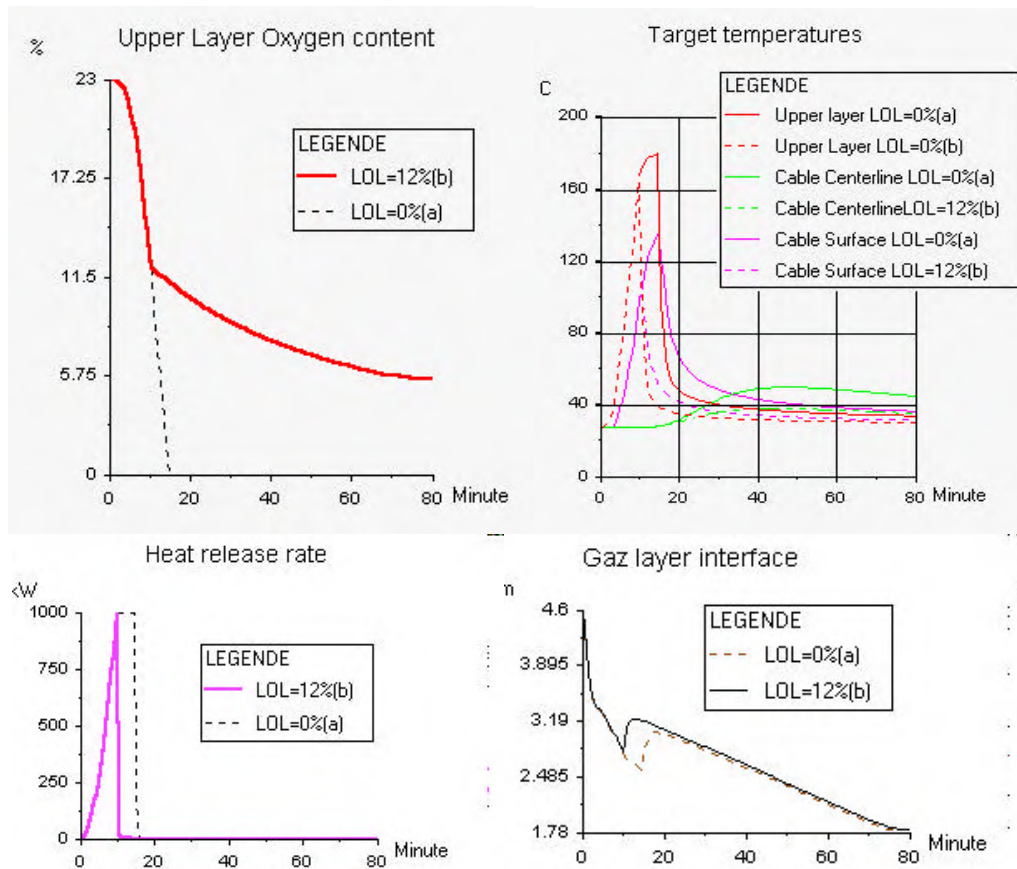 Upper Layer Oxygen content
%
23
17.25
11.5
5.75
0
0 20 40 60 80 Minute
LEGENDE
LOL=12%(b)
LOL=0%(a)
Target temperatures
C
200
160
120
80
40
0
0 20 40 60 80 Minute
LEGENDE
Upper layer LOL=0%(a)
Upper Layer LOL=0%(b)
Cable Centerline LOL=0%(a)
Cable CenterlineLOL=12%(b)
Cable Surface LOL=0%(a)
Cable Surface LOL=12%(b)
Heat release rate
<W
1000
750
500
250
0
0 20 40 60 80 Minute
LEGENDE
LOL=12%(b)
LOL=0%(a)
Gaz layer interface
4.6
3.895
3.19
2.485
1.78
0 20 40 60 80 Minute
LEGENDE
LOL=0%(a)
LOL=12%(b)